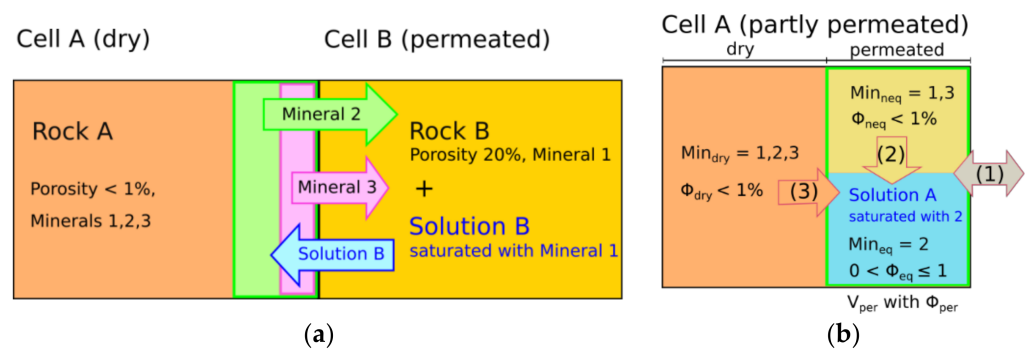 Cell A (dry)
Cell B (permeated)
Rock A
Porosity < 1%,
Minerals 1,2,3
Mineral 2
Mineral 3
Solution B
Rock B
Porosity 20%, Mineral 1
+
Solution B
saturated with Mineral 1
(a)
Cell A (partly permeated)
dry
permeated
Min_neq = 1,3
Φ_neq < 1%
Min_dry = 1,2,3
Φ_dry < 1%
(3)
(2)
(1)
Solution A
saturated with 2
Min_eq = 2
0 < Φ_eq ≤ 1
V_per with Φ_per
(b)